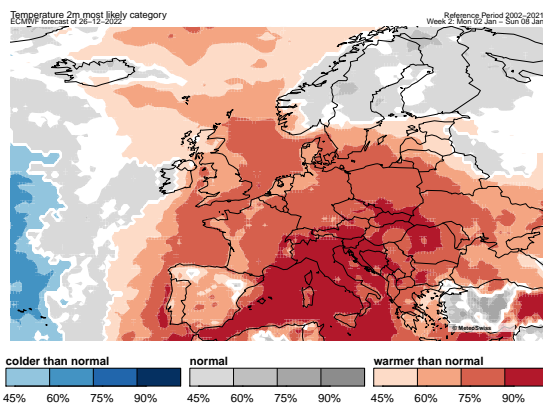 Temperature 2m most likely category
ECMWF forecast of 26-12-2022
Reference Period 2002-2021
Week 2: Mon 02 Jan - Sun 08 Jan
© MeteoSwiss
colder than normal
normal
warmer than normal
45% 60% 75% 90%
45% 60% 75% 90%
45% 60% 75% 90%